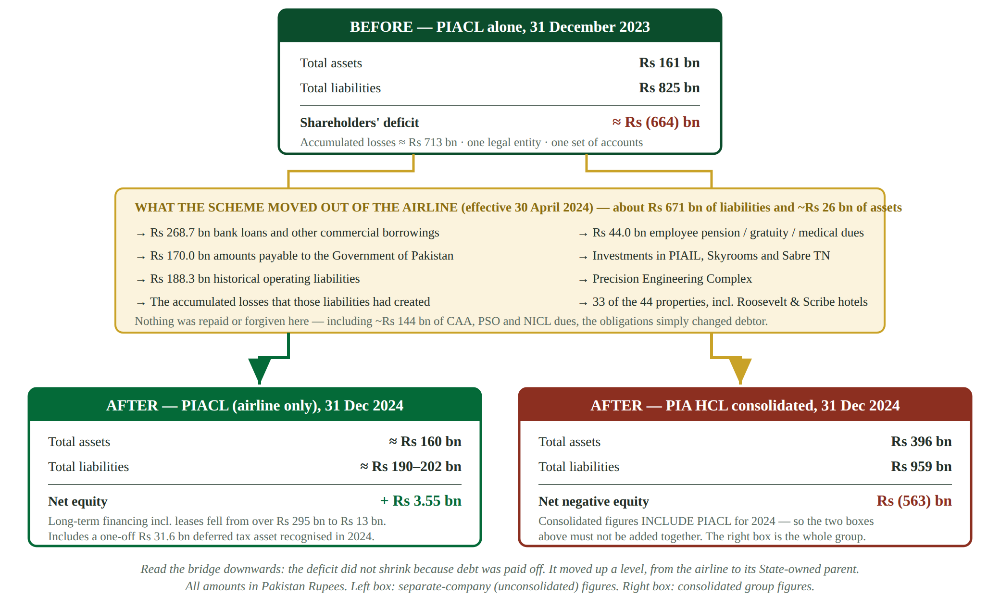 BEFORE — PIACL alone, 31 December 2023
Total assets Rs 161 bn
Total liabilities Rs 825 bn
Shareholders' deficit ≈ Rs (664) bn
Accumulated losses ≈ Rs 713 bn · one legal entity · one set of accounts
WHAT THE SCHEME MOVED OUT OF THE AIRLINE (effective 30 April 2024) — about Rs 671 bn of liabilities and ~Rs 26 bn of assets
→ Rs 268.7 bn bank loans and other commercial borrowings
→ Rs 170.0 bn amounts payable to the Government of Pakistan
→ Rs 188.3 bn historical operating liabilities
→ The accumulated losses that those liabilities had created
→ Rs 44.0 bn employee pension / gratuity / medical dues
→ Investments in PIAIL, Skyrooms and Sabre TN
→ Precision Engineering Complex
→ 33 of the 44 properties, incl. Roosevelt & Scribe hotels
Nothing was repaid or forgiven here — including ~Rs 144 bn of CAA, PSO and NICL dues, the obligations simply changed debtor.
AFTER — PIACL (airline only), 31 Dec 2024
Total assets ≈ Rs 160 bn
Total liabilities ≈ Rs 190–202 bn
Net equity + Rs 3.55 bn
Long-term financing incl. leases fell from over Rs 295 bn to Rs 13 bn.
Includes a one-off Rs 31.6 bn deferred tax asset recognised in 2024.
AFTER — PIA HCL consolidated, 31 Dec 2024
Total assets Rs 396 bn
Total liabilities Rs 959 bn
Net negative equity Rs (563) bn
Consolidated figures INCLUDE PIACL for 2024 — so the two boxes
above must not be added together. The right box is the whole group.
Read the bridge downwards: the deficit did not shrink because debt was paid off. It moved up a level, from the airline to its State-owned parent.
All amounts in Pakistan Rupees. Left box: separate-company (unconsolidated) figures. Right box: consolidated group figures.